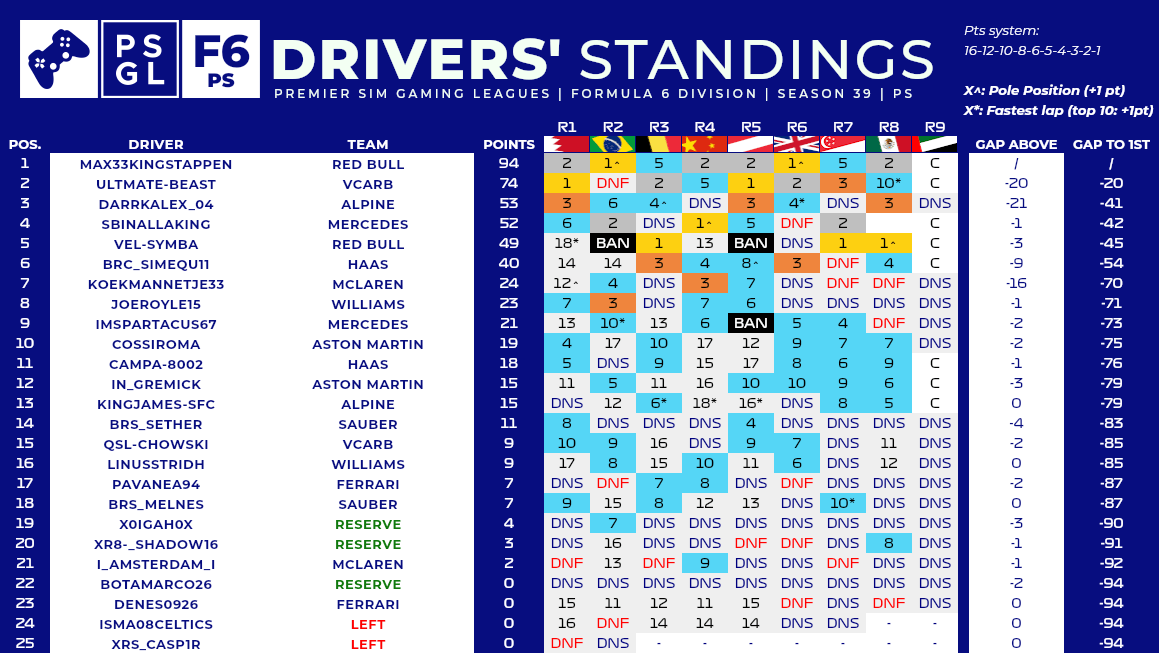 PS
GL
F6
PS
DRIVERS' STANDINGS
PREMIER SIM GAMING LEAGUES | FORMULA 6 DIVISION | SEASON 39 | PS
Pts system:
16-12-10-8-6-5-4-3-2-1
X^: Pole Position (+1 pt)
X*: Fastest lap (top 10: +1pt)
R1 R2 R3 R4 R5 R6 R7 R8 R9
POS. DRIVER TEAM POINTS GAP ABOVE GAP TO 1ST
1 MAX33KINGSTAPPEN RED BULL 94 2 1^ 5 2 2 1^ 5 2 C / /
2 ULTMATE-BEAST VCARB 74 1 DNF 2 5 1 2 3 10* C -20 -20
3 DARRKALEX_04 ALPINE 53 3 6 4^ DNS 3 4* DNS 3 DNS -21 -41
4 SBINALLAKING MERCEDES 52 6 2 DNS 1^ 5 DNF 2 C -1 -42
5 VEL-SYMBA RED BULL 49 18* BAN 1 13 BAN DNS 1 1^ C -3 -45
6 BRC_SIMEQU11 HAAS 40 14 14 3 4 8^ 3 DNF 4 C -9 -54
7 KOEKMANNETJE33 MCLAREN 24 12^ 4 DNS 3 7 DNS DNF DNF DNS -16 -70
8 JOEROYLE15 WILLIAMS 23 7 3 DNS 7 6 DNS DNS DNS DNS -1 -71
9 IMSPARTACUS67 MERCEDES 21 13 10* 13 6 BAN 5 4 DNF DNS -2 -73
10 COSSIROMA ASTON MARTIN 19 4 17 10 17 12 9 7 7 DNS -2 -75
11 CAMPA-8002 HAAS 18 5 DNS 9 15 17 8 6 9 C -1 -76
12 IN_GREMICK ASTON MARTIN 15 11 5 11 16 10 10 9 6 C -3 -79
13 KINGJAMES-SFC ALPINE 15 DNS 12 6* 18* 16* DNS 8 5 C 0 -79
14 BRS_SETHER SAUBER 11 8 DNS DNS DNS 4 DNS DNS DNS DNS -4 -83
15 QSL-CHOWSKI VCARB 9 10 9 16 DNS 9 7 DNS 11 DNS -2 -85
16 LINUSSTRIDH WILLIAMS 9 17 8 15 10 11 6 DNS 12 DNS 0 -85
17 PAVANEA94 FERRARI 7 DNS DNF 7 8 DNS DNF DNS DNS DNS -2 -87
18 BRS_MELNES SAUBER 7 9 15 8 12 13 DNS 10* DNS DNS 0 -87
19 X0IGAH0X RESERVE 4 DNS 7 DNS DNS DNS DNS DNS DNS DNS -3 -90
20 XR8-_SHADOW16 RESERVE 3 DNS 16 DNS DNS DNF DNF DNS 8 DNS -1 -91
21 I_AMSTERDAM_I MCLAREN 2 DNF 13 DNF 9 DNS DNS DNF DNS DNS -1 -92
22 BOTAMARCO26 RESERVE 0 DNS DNS DNS DNS DNS DNS DNS DNS DNS -2 -94
23 DENES0926 FERRARI 0 15 11 12 11 15 DNF DNS DNF DNS 0 -94
24 ISMA08CELTICS LEFT 0 16 DNF 14 14 14 DNS DNS - - 0 -94
25 XRS_CASP1R LEFT 0 DNF DNS - - - - - - - 0 -94